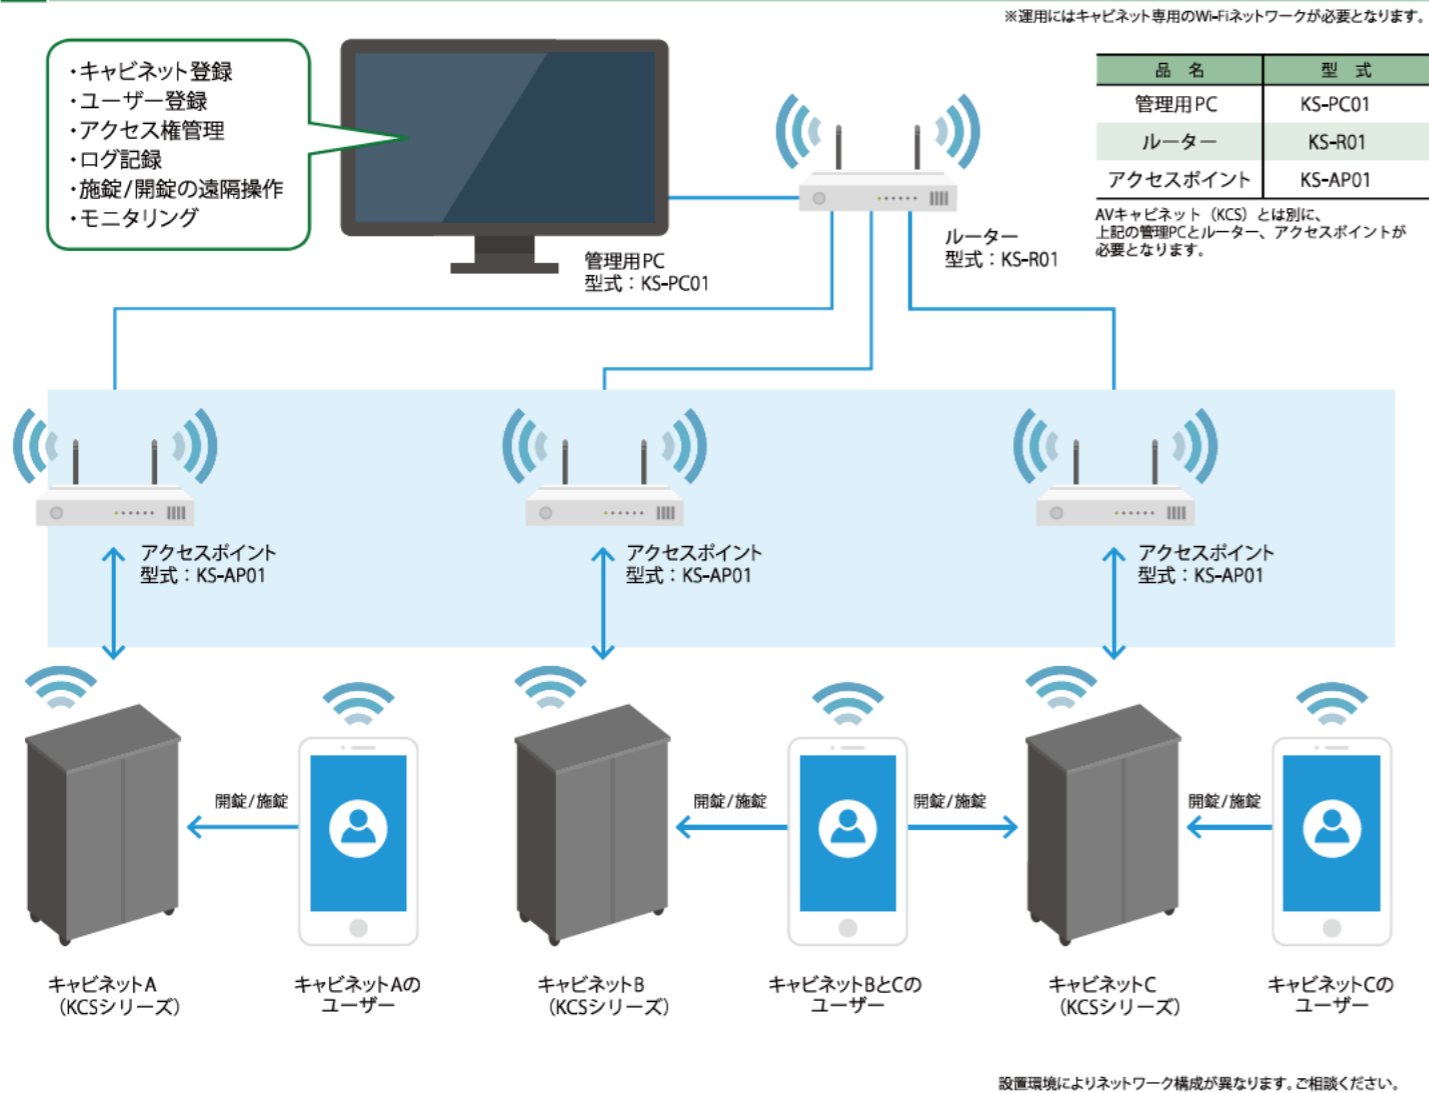 ※運用にはキャビネット専用のWi-Fiネットワークが必要となります。
・キャビネット登録
・ユーザー登録
・アクセス権管理
・ログ記録
・施錠/開錠の遠隔操作
・モニタリング
品 名 型 式
管理用PC KS-PC01
ルーター KS-R01
アクセスポイント KS-AP01
AVキャビネット（KCS）とは別に、
上記の管理PCとルーター、アクセスポイントが
必要となります。
管理用PC
型式：KS-PC01
ルーター
型式：KS-R01
アクセスポイント
型式：KS-AP01
アクセスポイント
型式：KS-AP01
アクセスポイント
型式：KS-AP01
開錠/施錠
開錠/施錠
開錠/施錠
開錠/施錠
キャビネットA
（KCSシリーズ）
キャビネットAの
ユーザー
キャビネットB
（KCSシリーズ）
キャビネットBとCの
ユーザー
キャビネットC
（KCSシリーズ）
キャビネットCの
ユーザー
設置環境によりネットワーク構成が異なります。ご相談ください。